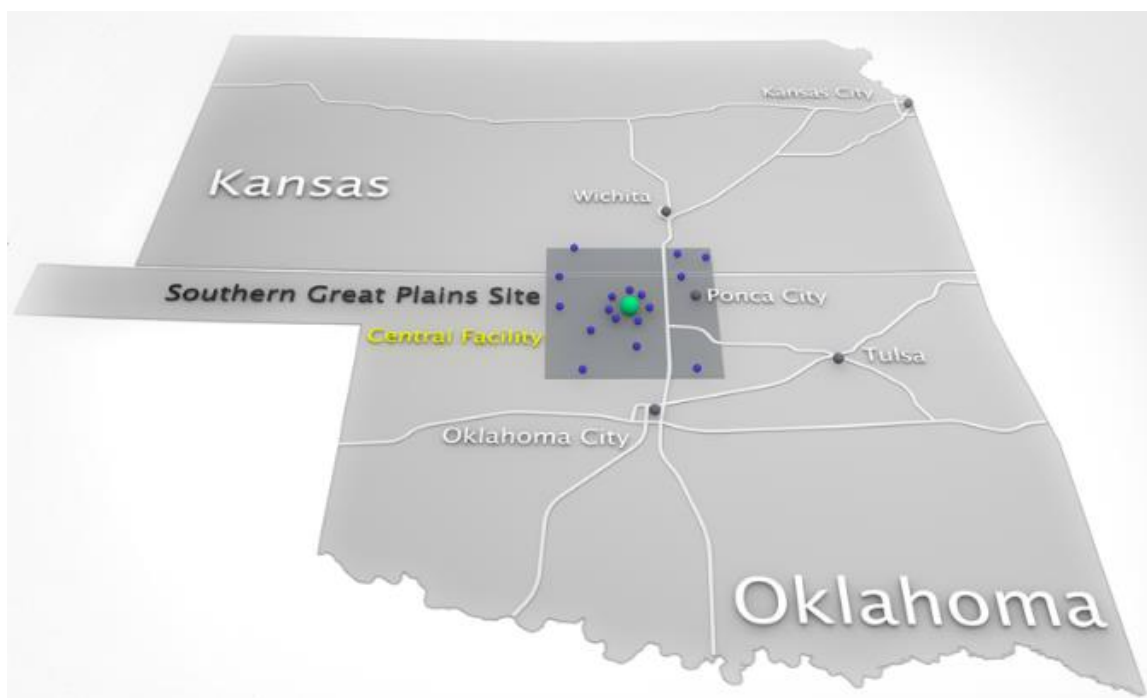 Kansas City
Kansas
Wichita
Southern Great Plains Site
Ponca City
Central Facility
Tulsa
Oklahoma City
Oklahoma